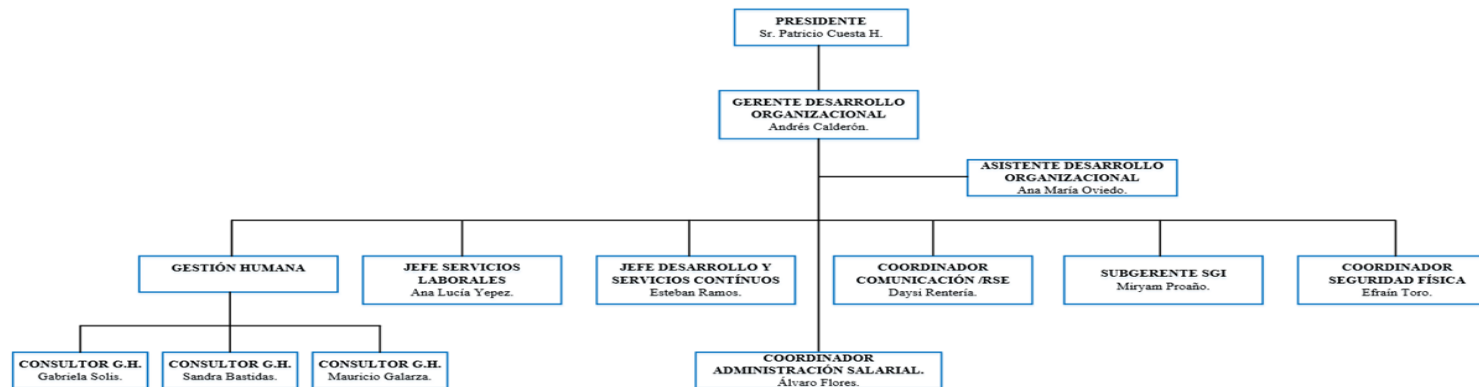 PRESIDENTE
Sr. Patricio Cuesta H.
GERENTE DESARROLLO
ORGANIZACIONAL
Andrés Calderón.
ASISTENTE DESARROLLO
ORGANIZACIONAL
Ana María Oviedo.
GESTIÓN HUMANA
JEFE SERVICIOS
LABORALES
Ana Lucía Yepez.
JEFE DESARROLLO Y
SERVICIOS CONTÍNUOS
Esteban Ramos.
COORDINADOR
COMUNICACIÓN /RSE
Daysi Rentería.
SUBGERENTE SGI
Miryam Proaño.
COORDINADOR
SEGURIDAD FÍSICA
Efraín Toro.
CONSULTOR G.H.
Gabriela Solis.
CONSULTOR G.H.
Sandra Bastidas.
CONSULTOR G.H.
Mauricio Galarza.
COORDINADOR
ADMINISTRACIÓN SALARIAL.
Álvaro Flores.